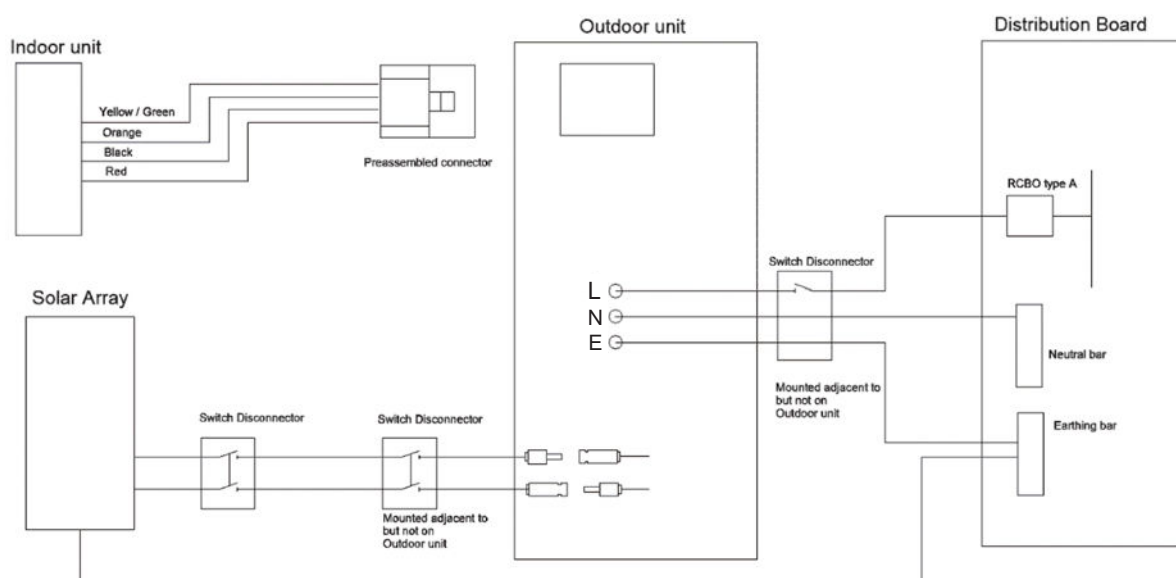 Indoor unit
Yellow / Green
Orange
Black
Red
Preassembled connector
Outdoor unit
Distribution Board
RCBO type A
Switch Disconnector
L
N
E
Neutral bar
Mounted adjacent to
but not on
Outdoor unit
Earthing bar
Solar Array
Switch Disconnector
Switch Disconnector
Mounted adjacent to
but not on
Outdoor unit